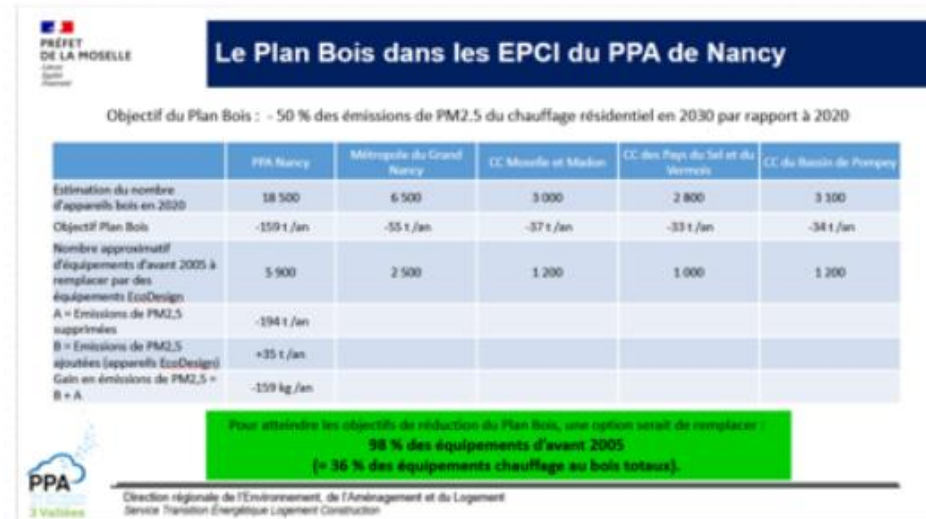 PRÉFET
DE LA MOSELLE
Liberté
Égalité
Fraternité
Le Plan Bois dans les EPCI du PPA de Nancy
Objectif du Plan Bois : - 50 % des émissions de PM2.5 du chauffage résidentiel en 2030 par rapport à 2020
PPA Nancy
Métropole du Grand
Nancy
CC Moselle et Madon
CC des Pays du Sel et du
Vermois
CC du Bassin de Pompey
Estimation du nombre
d'appareils bois en 2020
18 500
6 500
3 000
2 800
3 100
Objectif Plan Bois
-159 t /an
-55 t /an
-37 t /an
-33 t /an
-34 t /an
Nombre approximatif
d'équipements d'avant 2005 à
remplacer par des
équipements EcoDesign
5 900
2 500
1 200
1 000
1 200
A = Emissions de PM2,5
supprimées
-194 t /an
B = Emissions de PM2,5
ajoutées (appareils EcoDesign)
+35 t /an
Gain en émissions de PM2,5 =
B + A
-159 kg /an
Pour atteindre les objectifs de réduction du Plan Bois, une option serait de remplacer :
98 % des équipements d'avant 2005
(= 36 % des équipements chauffage au bois totaux).
PPA
3 Vallées
Direction régionale de l'Environnement, de l'Aménagement et du Logement
Service Transition Énergétique Logement Construction